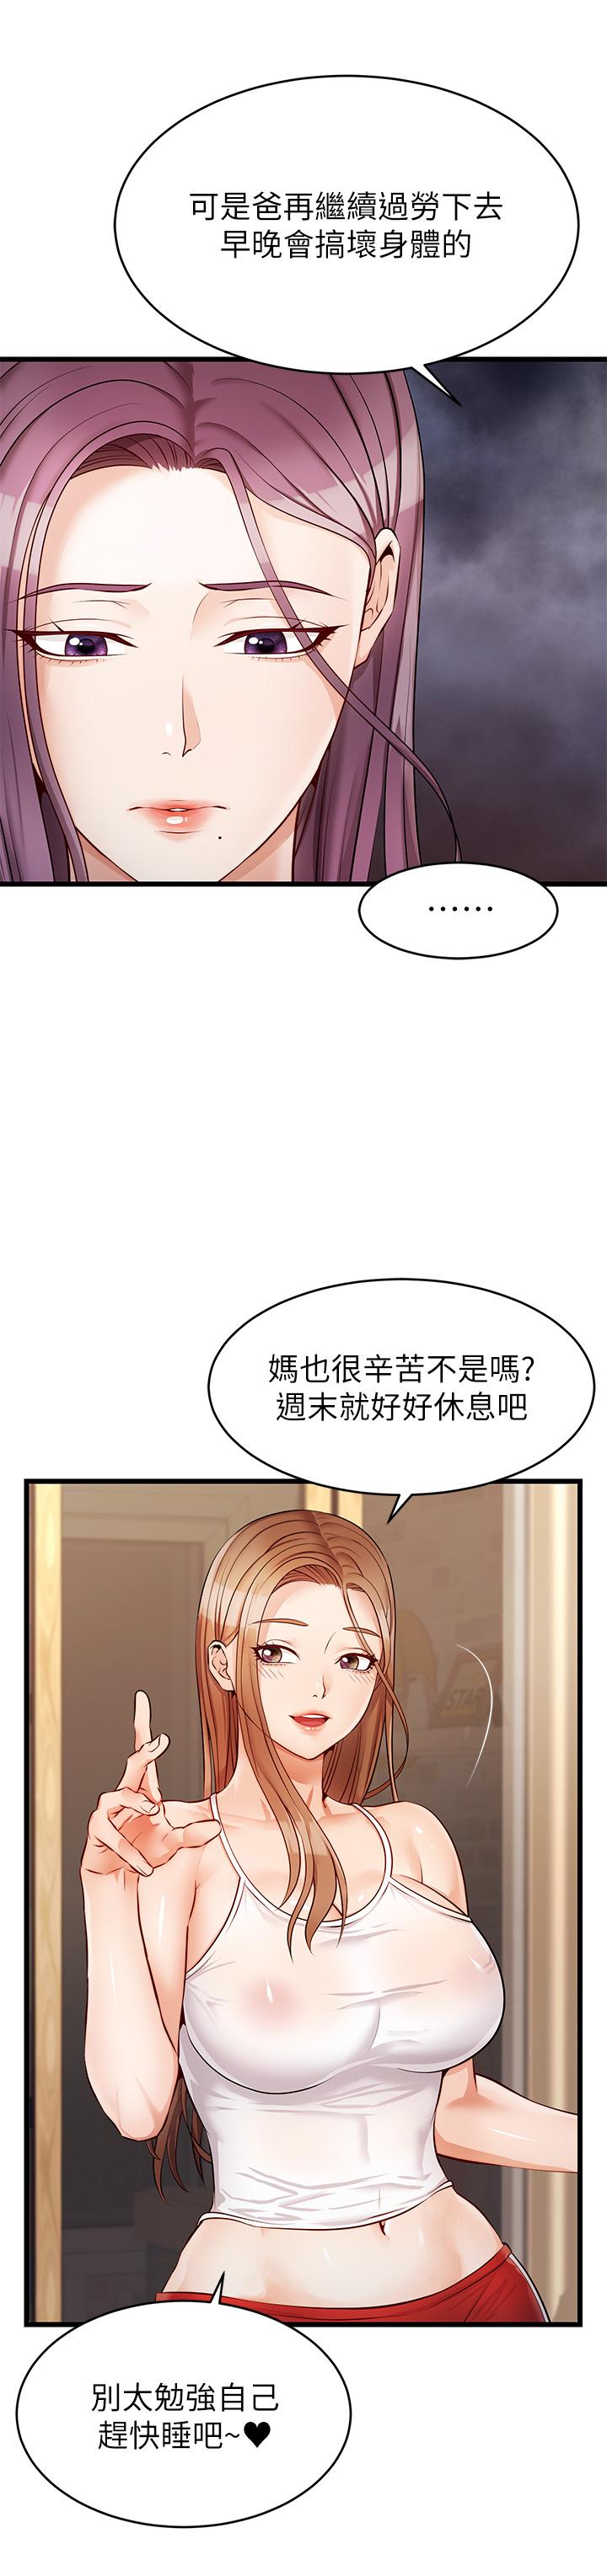 可是爸再繼續過勞下去
早晚會搞壞身體的
······
媽也很辛苦不是嗎?
週末就好好休息吧
STAR
別太勉強自己
趕快睡吧~♥